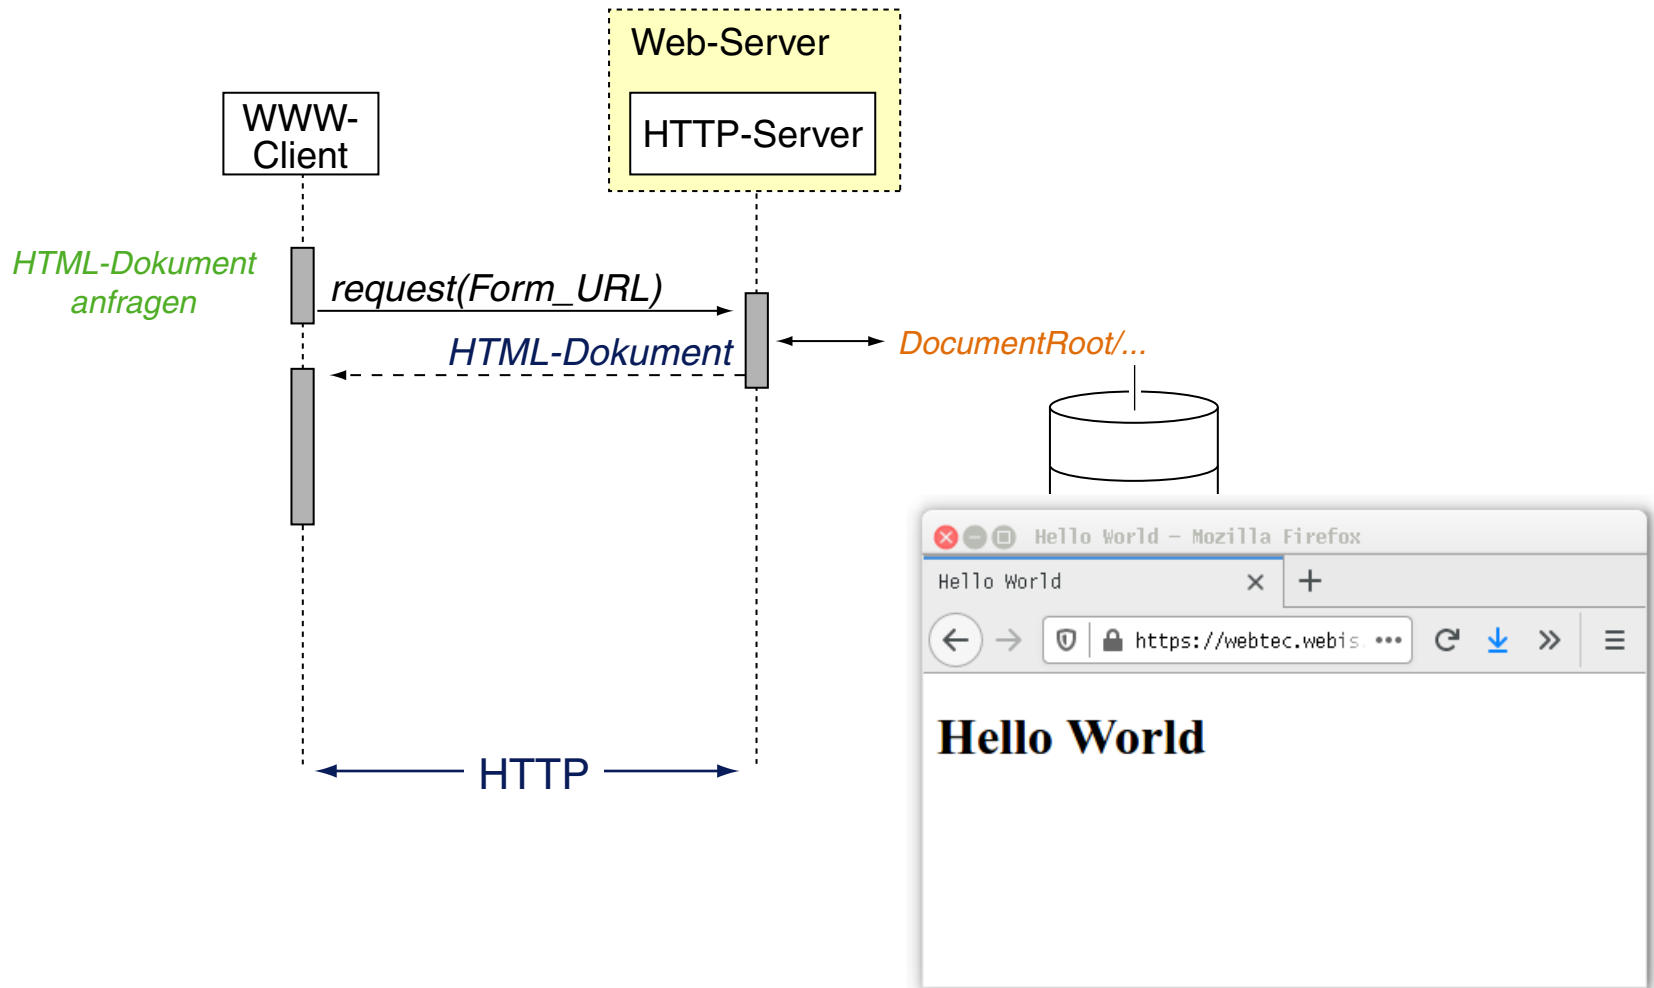 Web-Server
WWW-
Client
HTTP-Server
HTML-Dokument
anfragen
request(Form_URL)
HTML-Dokument
DocumentRoot/...
HTTP
Hello World – Mozilla Firefox
Hello World
https://webtec.webis.
Hello World